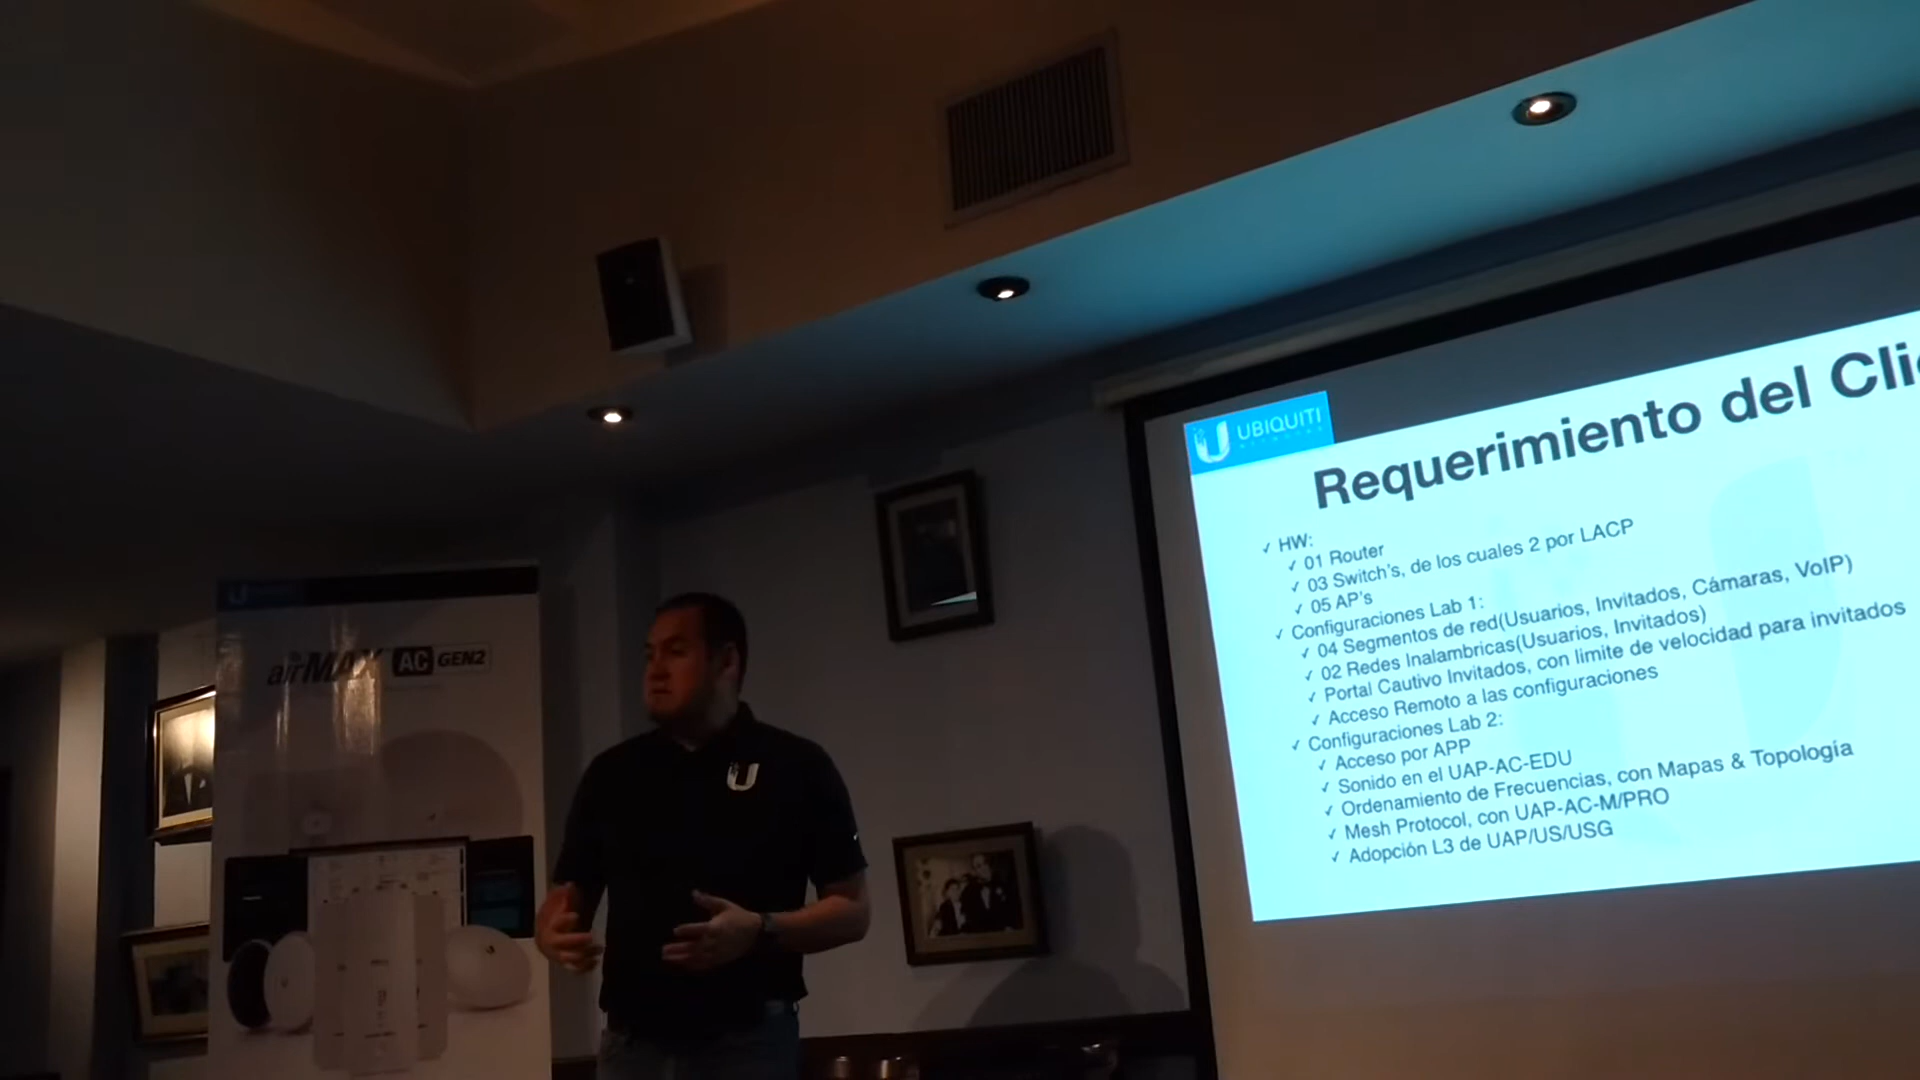 UBIQUITI
Requerimiento del Cli
✓ HW:
✓ 01 Router
✓ 03 Switch's, de los cuales 2 por LACP
✓ 05 AP's
✓ Configuraciones Lab 1:
✓ 04 Segmentos de red(Usuarios, Invitados, Cámaras, VoIP)
✓ 02 Redes Inalambricas(Usuarios, Invitados)
✓ Portal Cautivo Invitados, con limite de velocidad para invitados
✓ Acceso Remoto a las configuraciones
✓ Configuraciones Lab 2:
✓ Acceso por APP
✓ Sonido en el UAP-AC-EDU
✓ Ordenamiento de Frecuencias, con Mapas & Topología
✓ Mesh Protocol, con UAP-AC-M/PRO
✓ Adopción L3 de UAP/US/USG
airMAX AC GEN2